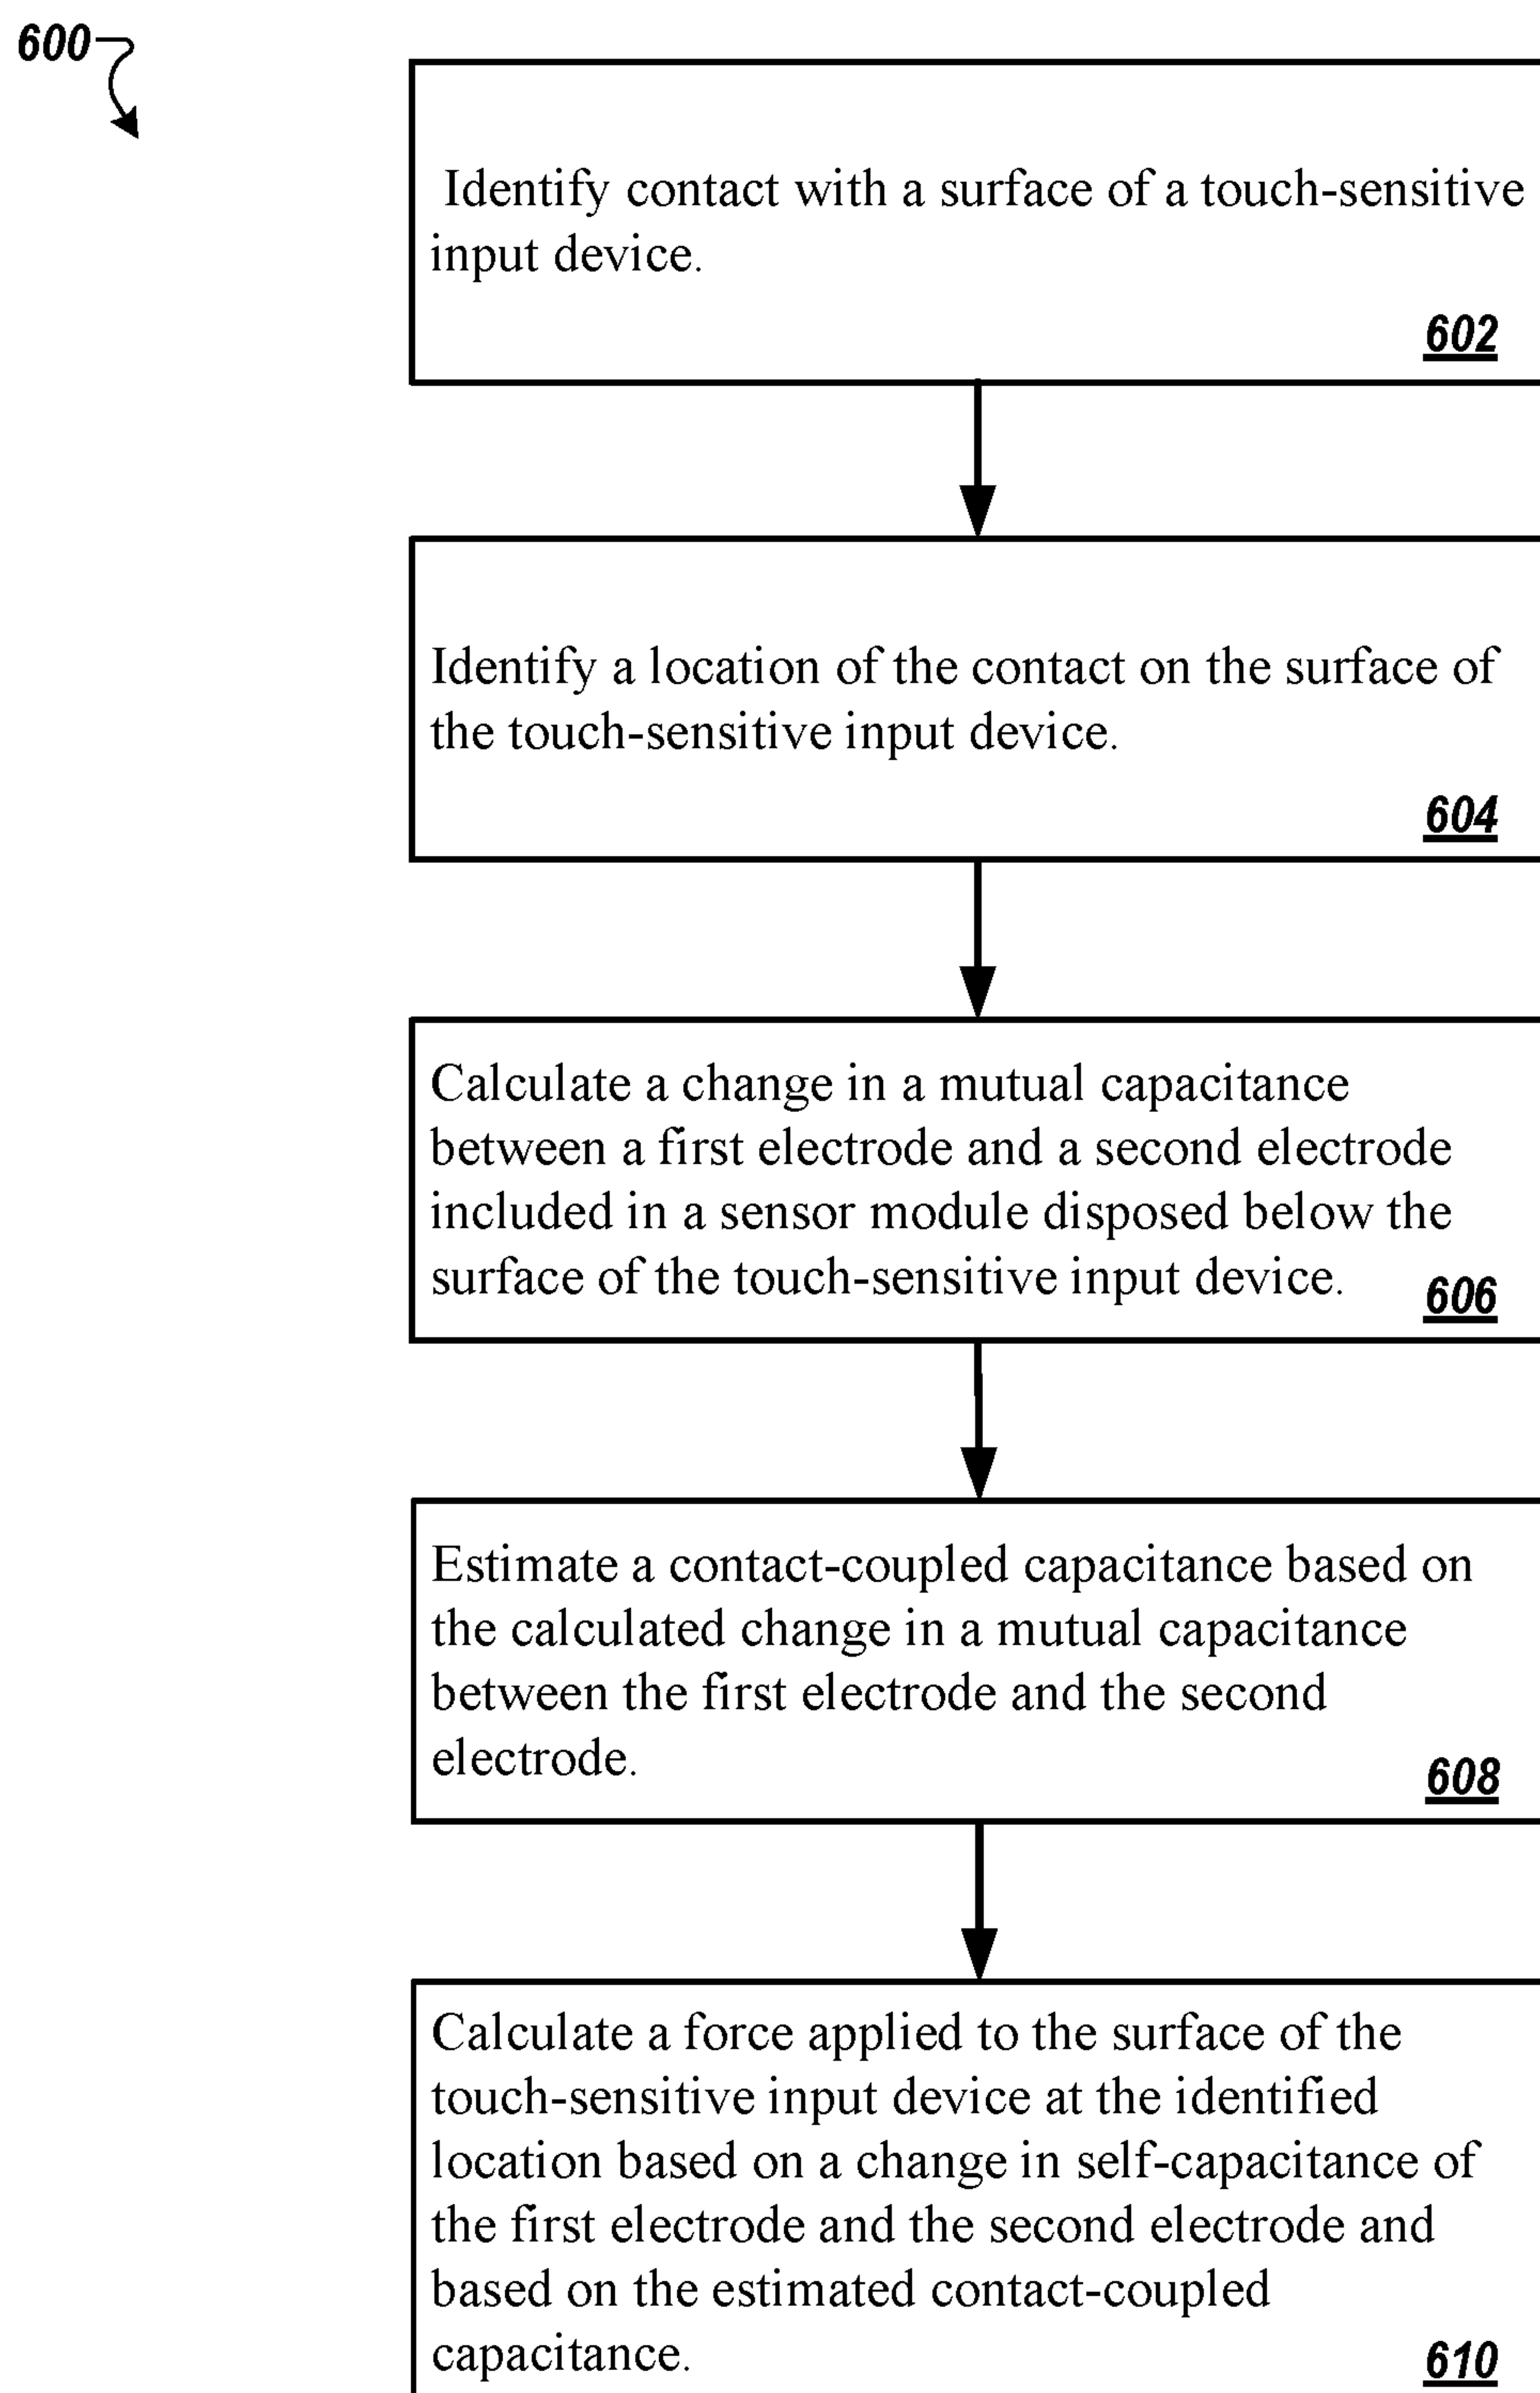 600
Identify contact with a surface of a touch-sensitive
input device.
602
Identify a location of the contact on the surface of
the touch-sensitive input device.
604
Calculate a change in a mutual capacitance
between a first electrode and a second electrode
included in a sensor module disposed below the
surface of the touch-sensitive input device.
606
Estimate a contact-coupled capacitance based on
the calculated change in a mutual capacitance
between the first electrode and the second
electrode.
608
Calculate a force applied to the surface of the
touch-sensitive input device at the identified
location based on a change in self-capacitance of
the first electrode and the second electrode and
based on the estimated contact-coupled
capacitance.
610